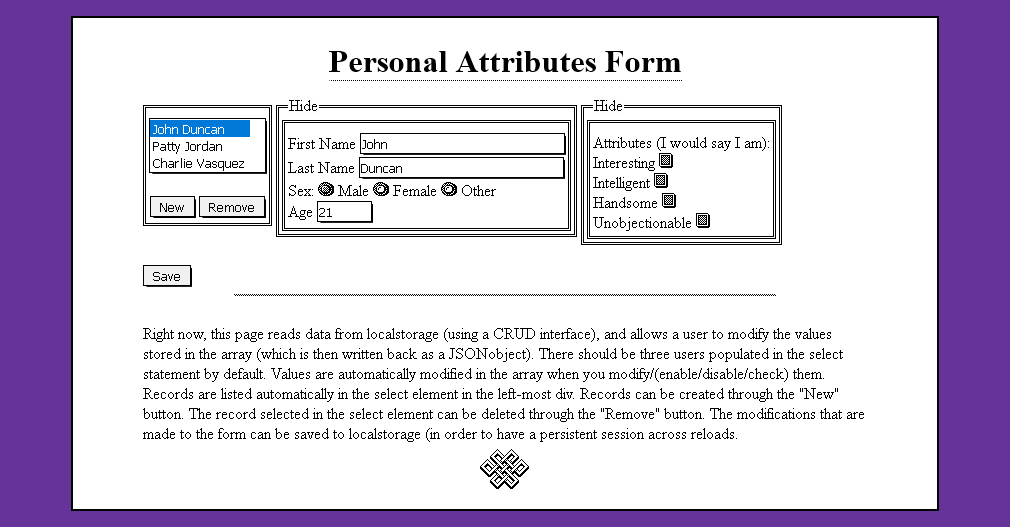 Personal Attributes Form
John Duncan
Patty Jordan
Charlie Vasquez
New Remove
Hide
First Name John
Last Name Duncan
Sex: Male Female Other
Age 21
Hide
Attributes (I would say I am):
Interesting
Intelligent
Handsome
Unobjectionable
Save
Right now, this page reads data from localstorage (using a CRUD interface), and allows a user to modify the values
stored in the array (which is then written back as a JSONobject). There should be three users populated in the select
statement by default. Values are automatically modified in the array when you modify/(enable/disable/check) them.
Records are listed automatically in the select element in the left-most div. Records can be created through the "New"
button. The record selected in the select element can be deleted through the "Remove" button. The modifications that are
made to the form can be saved to localstorage (in order to have a persistent session across reloads.